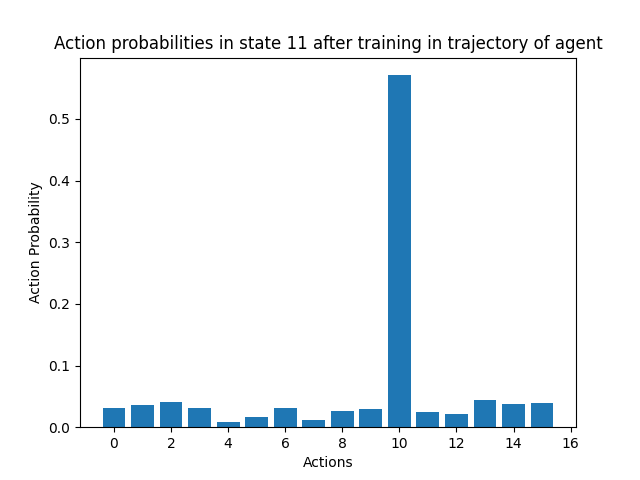 Action probabilities in state 11 after training in trajectory of agent
0.5
0.4
0.3
0.2
0.1
0.0
Action Probability
0 2 4 6 8 10 12 14 16
Actions